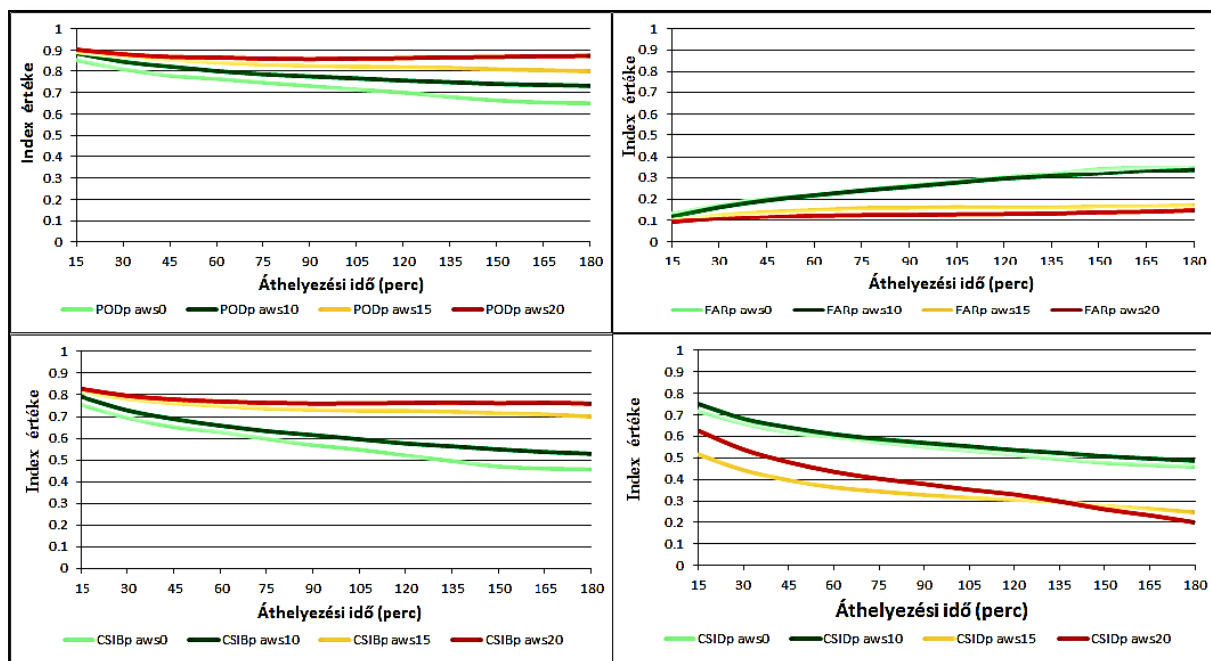 Index értéke
1
0.9
0.8
0.7
0.6
0.5
0.4
0.3
0.2
0.1
0
15 30 45 60 75 90 105 120 135 150 165 180
Áthelyezési idő (perc)
PODp aws0 PODp aws10 PODp aws15 PODp aws20
Index értéke
1
0.9
0.8
0.7
0.6
0.5
0.4
0.3
0.2
0.1
0
15 30 45 60 75 90 105 120 135 150 165 180
Áthelyezési idő (perc)
FARp aws0 FARp aws10 FARp aws15 FARp aws20
Index értéke
1
0.9
0.8
0.7
0.6
0.5
0.4
0.3
0.2
0.1
0
15 30 45 60 75 90 105 120 135 150 165 180
Áthelyezési idő (perc)
CSIBp aws0 CSIBp aws10 CSIBp aws15 CSIBp aws20
Index értéke
1
0.9
0.8
0.7
0.6
0.5
0.4
0.3
0.2
0.1
0
15 30 45 60 75 90 105 120 135 150 165 180
Áthelyezési idő (perc)
CSIDp aws0 CSIDp aws10 CSIDp aws15 CSIDp aws20